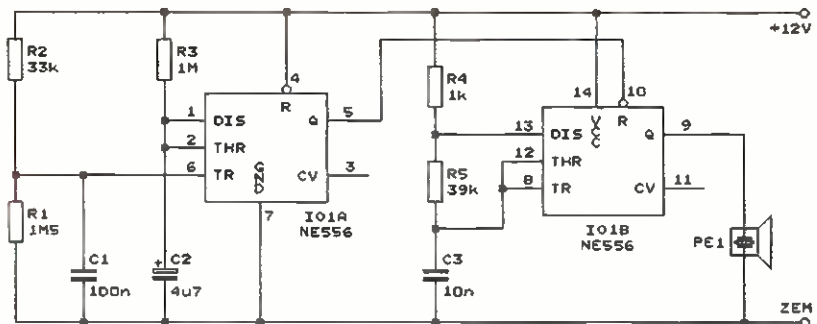 +12V
R2
33k
R3
1M
4
R
1
DIS
Q
5
2
THR
6
TR
CV
3
GND
7
IO1A
NE556
R1
1M5
C1
100n
+
C2
4u7
R4
1k
R5
39k
C3
10n
14
10
VCC
R
13
DIS
Q
9
12
THR
8
TR
CV
11
IO1B
NE556
PE1
ZEM